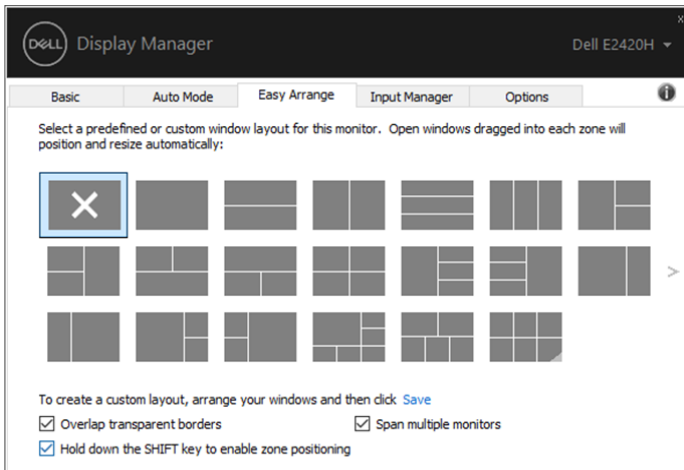 x
DELL Display Manager Dell E2420H
Basic Auto Mode Easy Arrange Input Manager Options
Select a predefined or custom window layout for this monitor. Open windows dragged into each zone will
position and resize automatically:
>
To create a custom layout, arrange your windows and then click Save
Overlap transparent borders Span multiple monitors
Hold down the SHIFT key to enable zone positioning